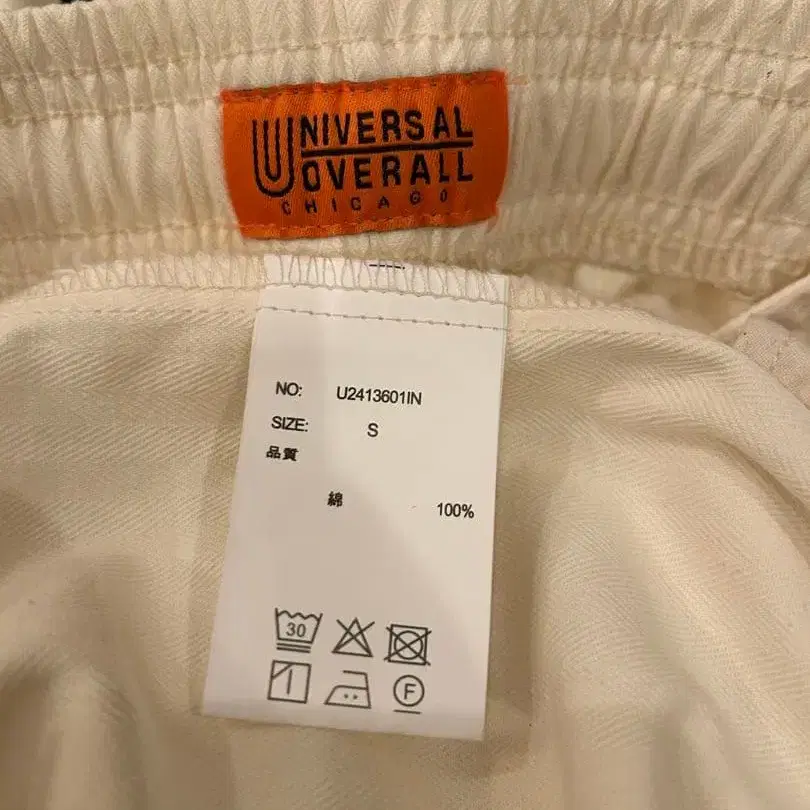 UNIVERSAL
OVERALL
CHICAGO
NO: U2413601IN
SIZE: S
品質
綿 100%
30
F